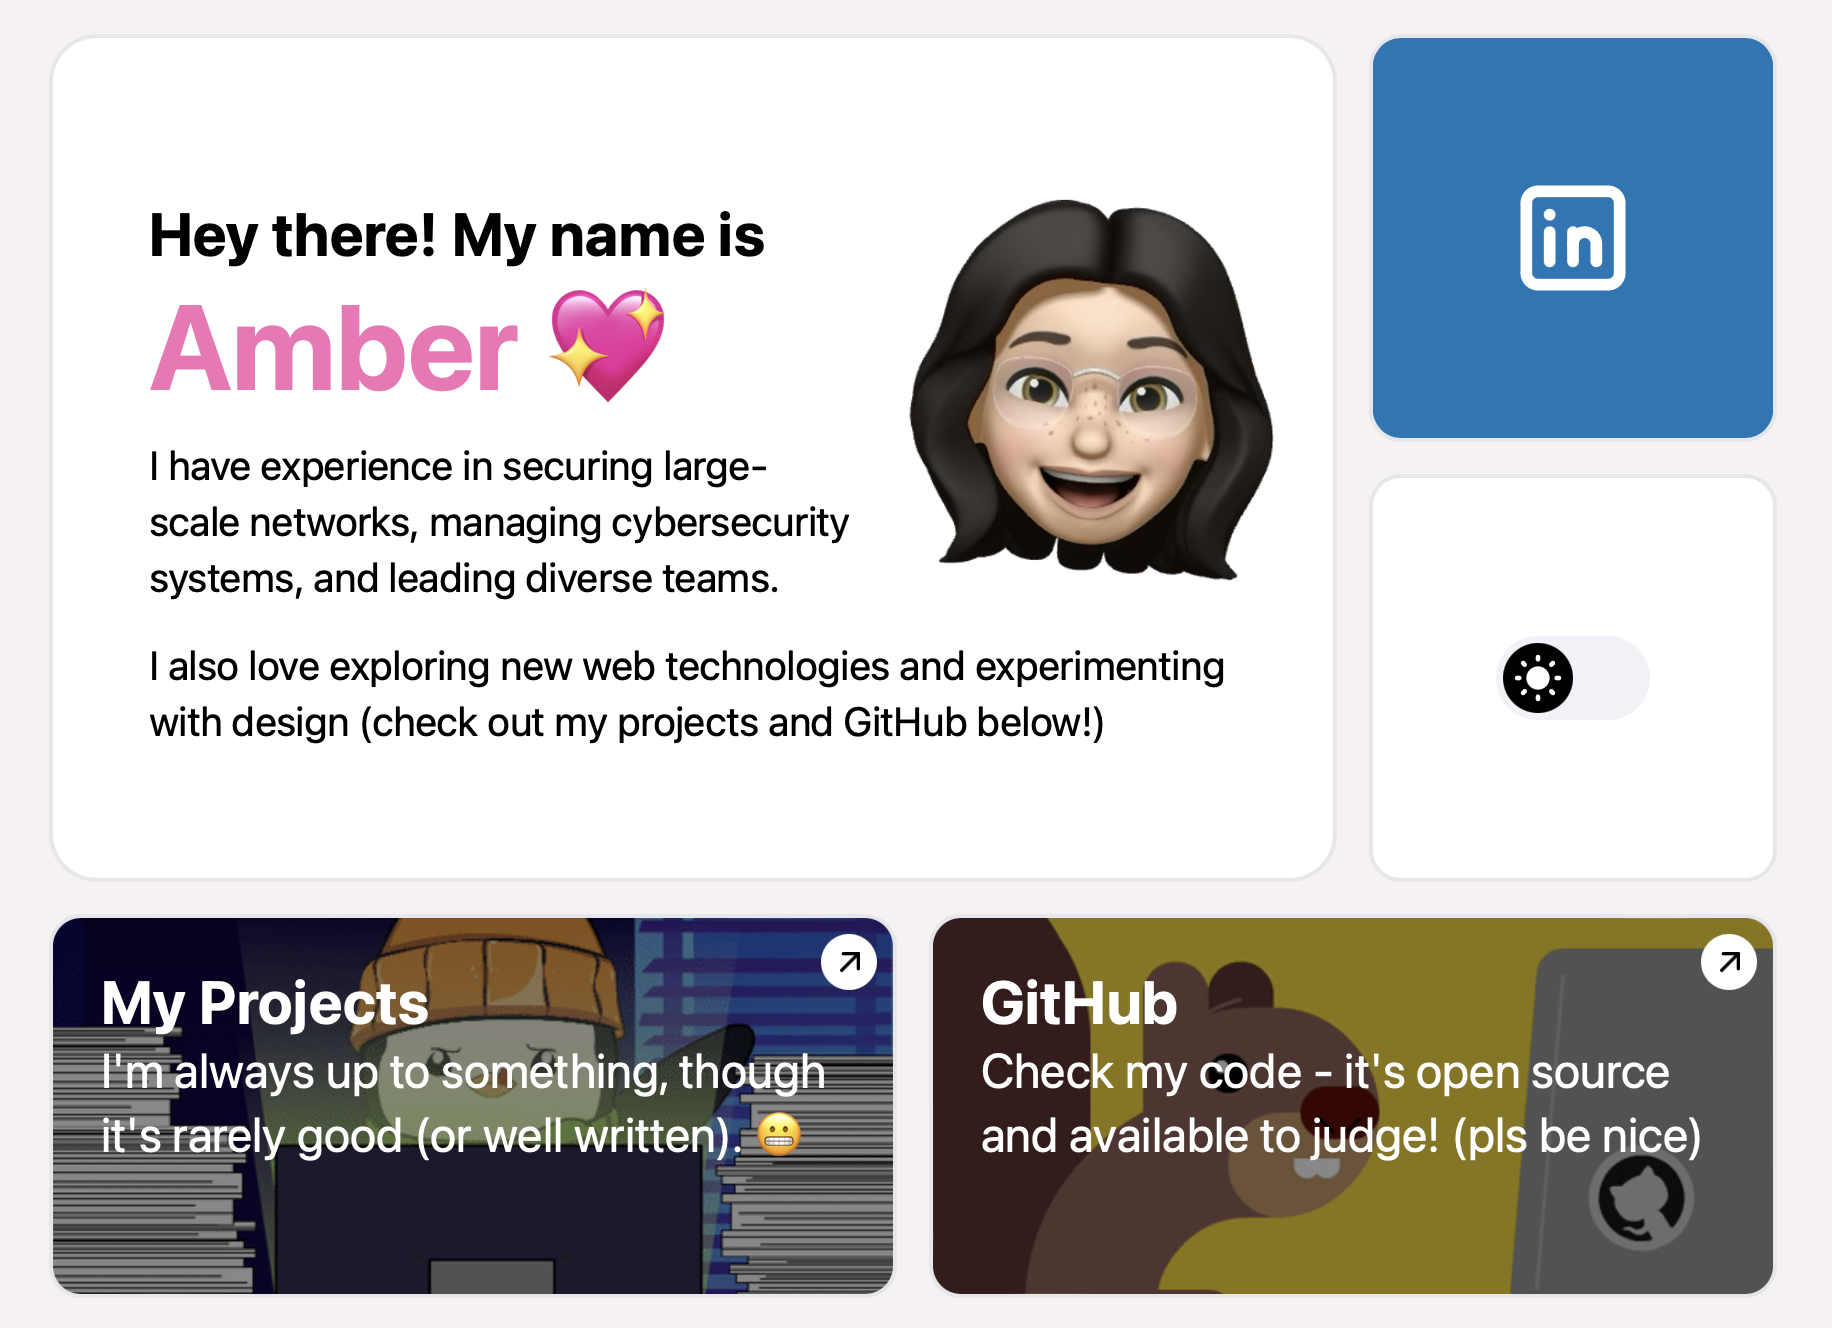 Hey there! My name is
Amber 💖
I have experience in securing large-
scale networks, managing cybersecurity
systems, and leading diverse teams.
I also love exploring new web technologies and experimenting
with design (check out my projects and GitHub below!)
in
My Projects
I'm always up to something, though
it's rarely good (or well written). 😬
GitHub
Check my code - it's open source
and available to judge! (pls be nice)